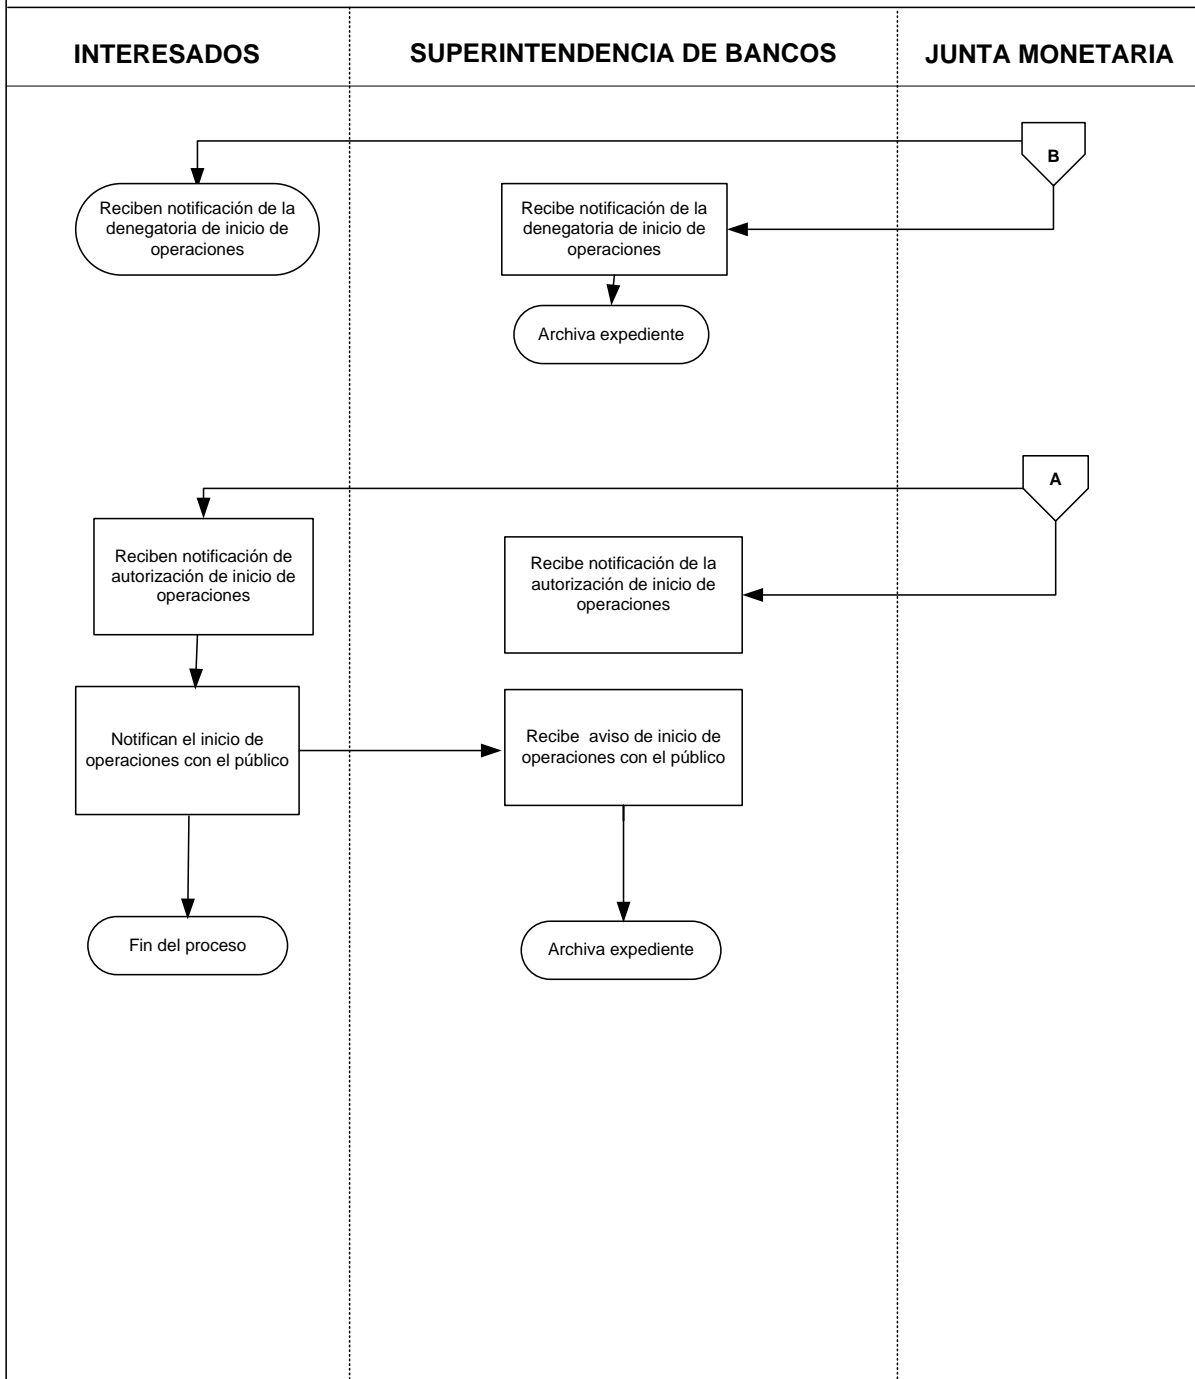 INTERESADOS
SUPERINTENDENCIA DE BANCOS
JUNTA MONETARIA
B
Reciben notificación de la
denegatoria de inicio de
operaciones
Recibe notificación de la
denegatoria de inicio de
operaciones
Archiva expediente
A
Reciben notificación de
autorización de inicio de
operaciones
Recibe notificación de la
autorización de inicio de
operaciones
Notifican el inicio de
operaciones con el público
Recibe aviso de inicio de
operaciones con el público
Fin del proceso
Archiva expediente